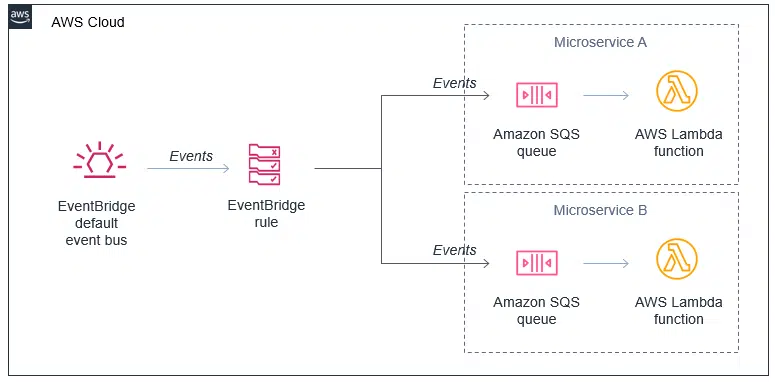 aws
AWS Cloud
Microservice A
Events
Amazon SQS
queue
AWS Lambda
function
Events
EventBridge
default
event bus
EventBridge
rule
Microservice B
Events
Amazon SQS
queue
AWS Lambda
function